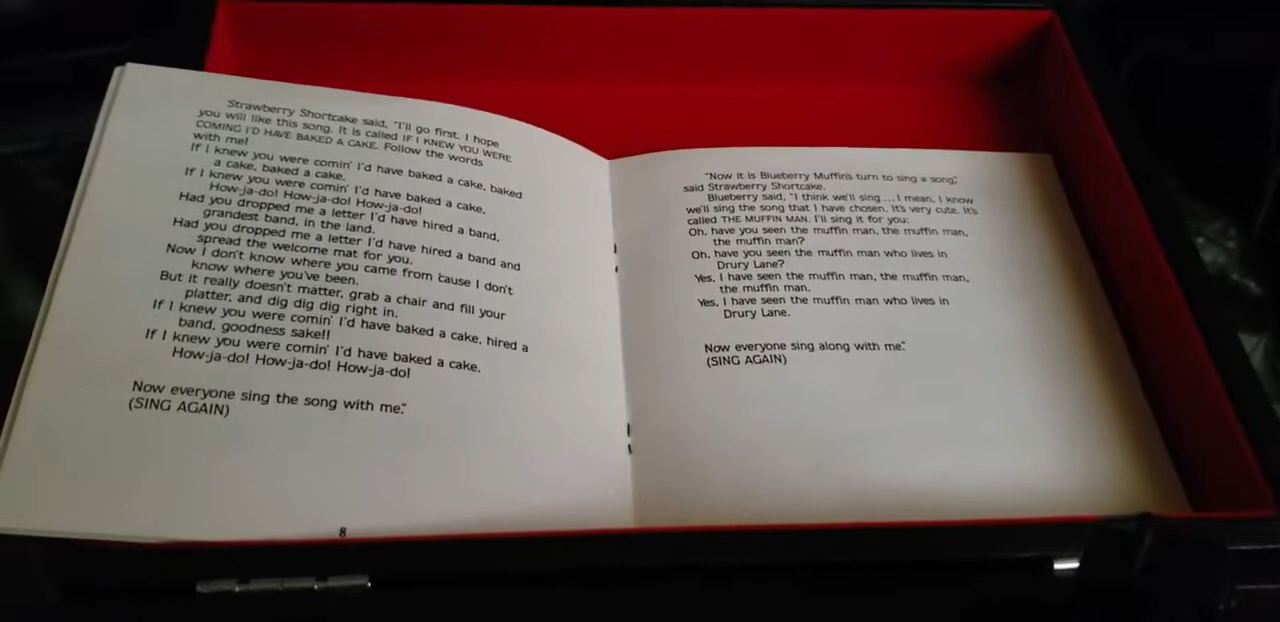 Strawberry Shortcake said, "I'll go first. I hope
you will like this song. It is called IF I KNEW YOU WERE
COMING I'D HAVE BAKED A CAKE. Follow the words
with me!
If I knew you were comin' I'd have baked a cake, baked
a cake, baked a cake.
If I knew you were comin' I'd have baked a cake,
How-ja-do! How-ja-do! How-ja-do!
Had you dropped me a letter I'd have hired a band,
grandest band, in the land.
Had you dropped me a letter I'd have hired a band and
spread the welcome mat for you.
Now I don't know where you came from 'cause I don't
know where you've been.
But it really doesn't matter, grab a chair and fill your
platter, and dig dig dig right in.
If I knew you were comin' I'd have baked a cake, hired a
band, goodness sake!!
If I knew you were comin' I'd have baked a cake.
How-ja-do! How-ja-do! How-ja-do!
Now everyone sing the song with me."
(SING AGAIN)
8
"Now it is Blueberry Muffin's turn to sing a song,"
said Strawberry Shortcake.
Blueberry said, "I think we'll sing ... I mean, I know
we'll sing the song that I have chosen. It's very cute. It's
called THE MUFFIN MAN. I'll sing it for you:
Oh, have you seen the muffin man, the muffin man,
the muffin man?
Oh, have you seen the muffin man who lives in
Drury Lane?
Yes, I have seen the muffin man, the muffin man,
the muffin man.
Yes, I have seen the muffin man who lives in
Drury Lane.
Now everyone sing along with me."
(SING AGAIN)